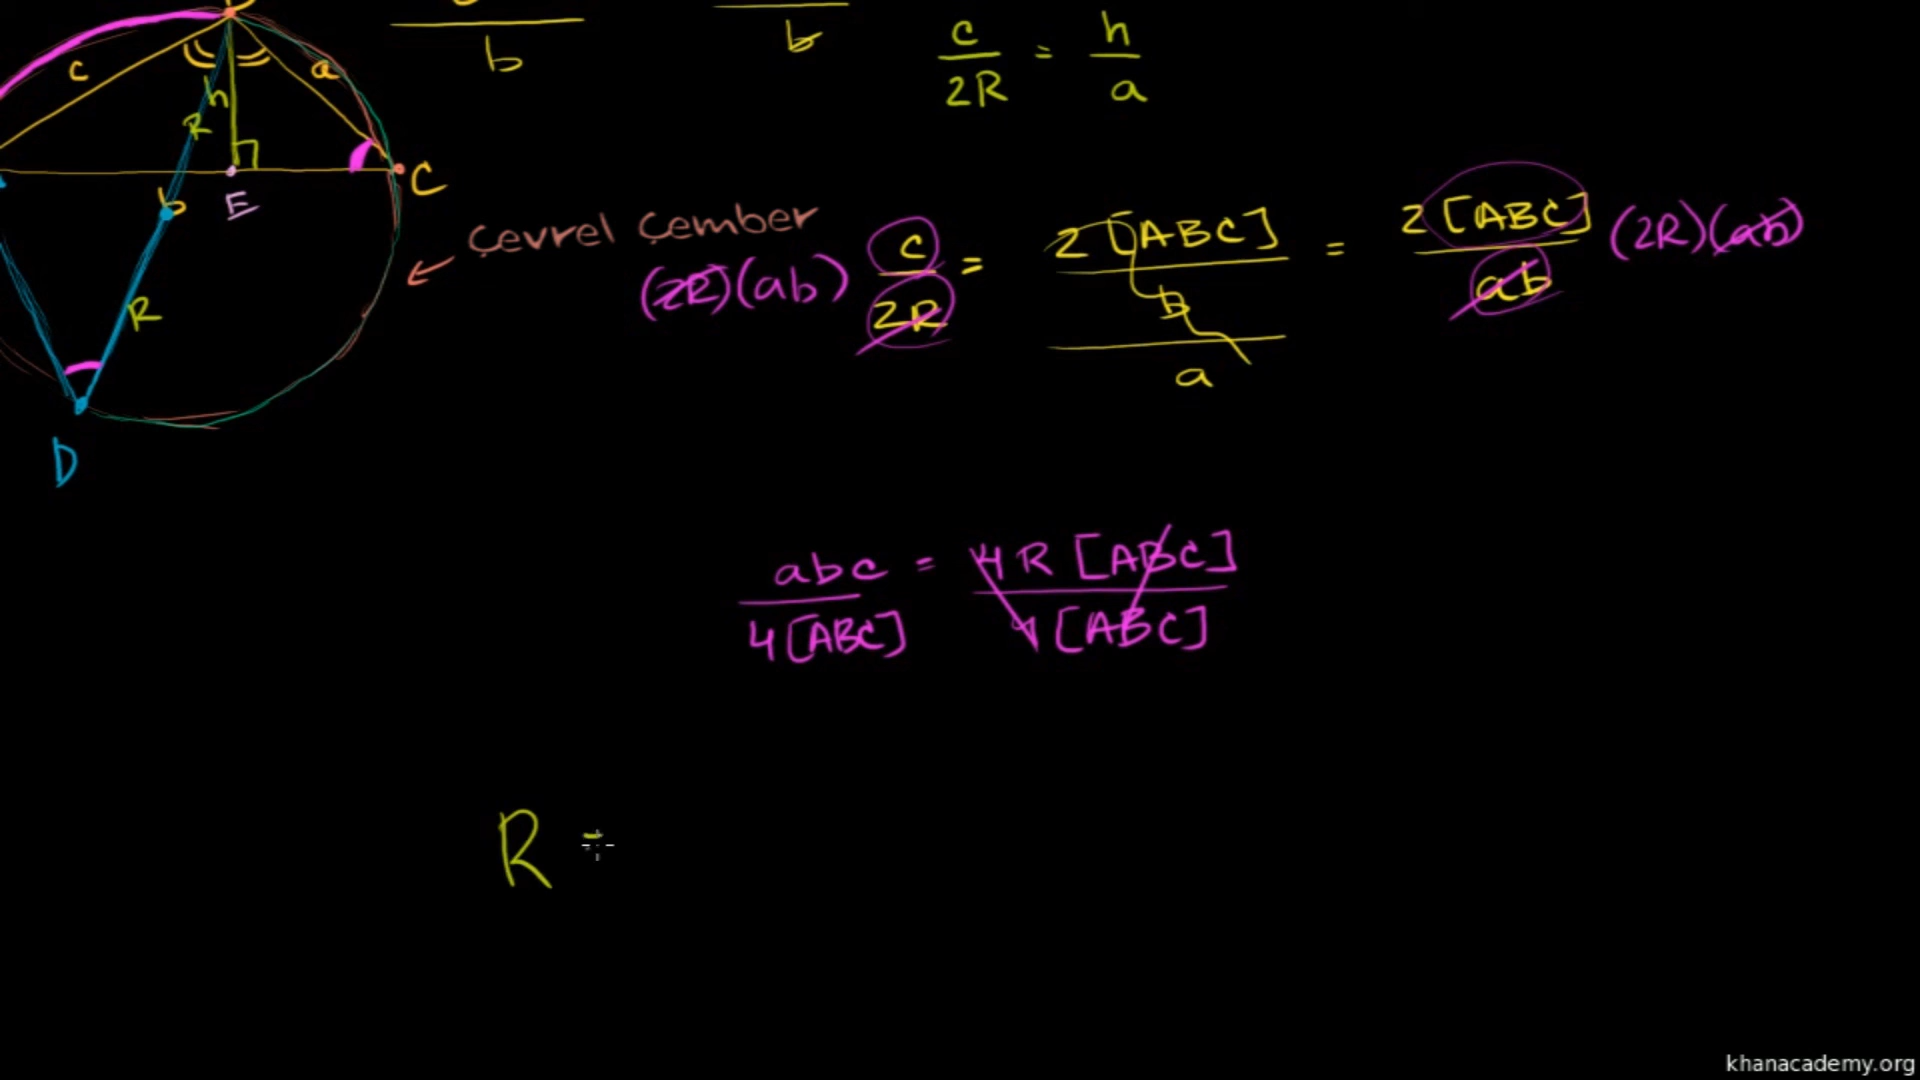 b
b
c/2R = h/a
c
a
h
R
C
b
E
çevrel çember
(2R)(ab) c/2R = 2[ABC]/b/a = 2[ABC]/ab (2R)(ab)
R
D
abc/4[ABC] = 4R[ABC]/4[ABC]
R =
khanacademy.org